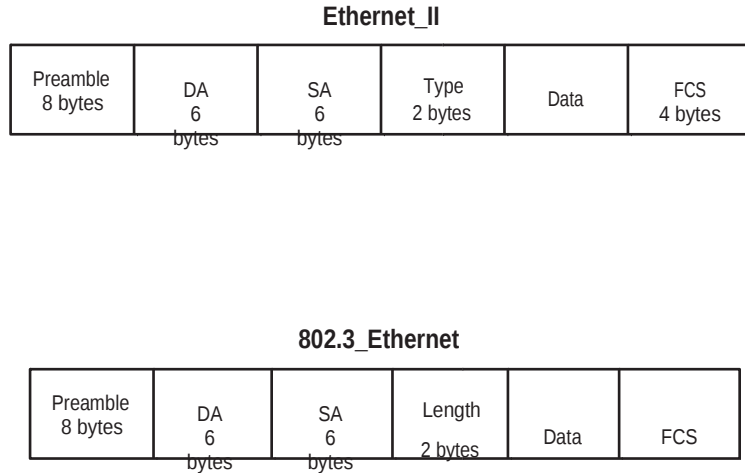 Ethernet_II
Preamble
8 bytes
DA
6
bytes
SA
6
bytes
Type
2 bytes
Data
FCS
4 bytes
802.3_Ethernet
Preamble
8 bytes
DA
6
bytes
SA
6
bytes
Length
2 bytes
Data
FCS